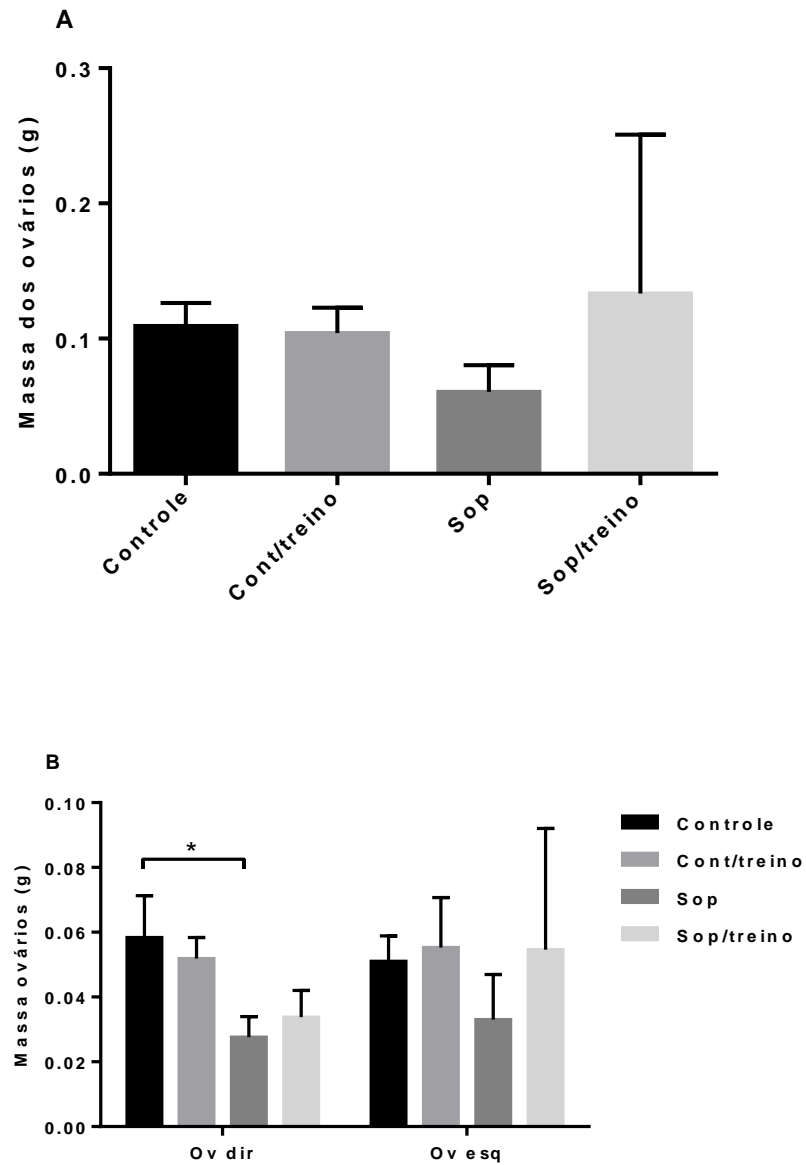 A
Massa dos ovários (g)
0.3
0.2
0.1
0.0
Controle
Cont/treino
Sop
Sop/treino
B
Massa ovários (g)
0.10
0.08
0.06
0.04
0.02
0.00
*
Ov dir
Ov esq
Controle
Cont/treino
Sop
Sop/treino